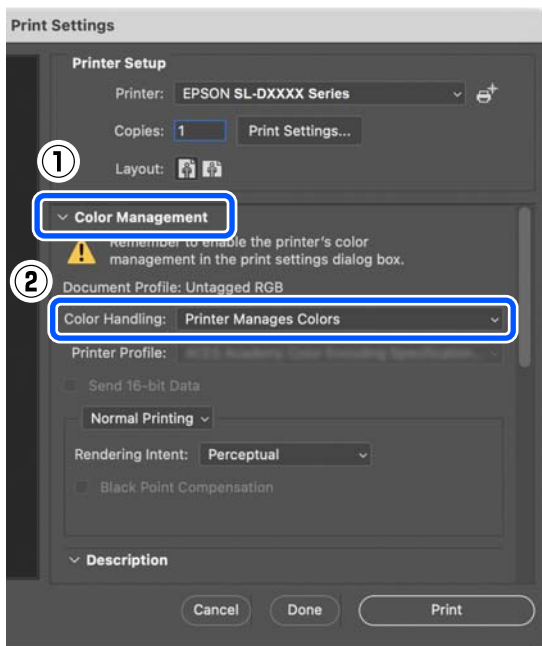 Print Settings
Printer Setup
Printer: EPSON SL-DXXXX Series
Copies: 1 Print Settings...
①
Layout:
Color Management
Remember to enable the printer's color
management in the print settings dialog box.
②
Document Profile: Untagged RGB
Color Handling: Printer Manages Colors
Printer Profile:
Send 16-bit Data
Normal Printing
Rendering Intent: Perceptual
Black Point Compensation
Description
Cancel Done Print